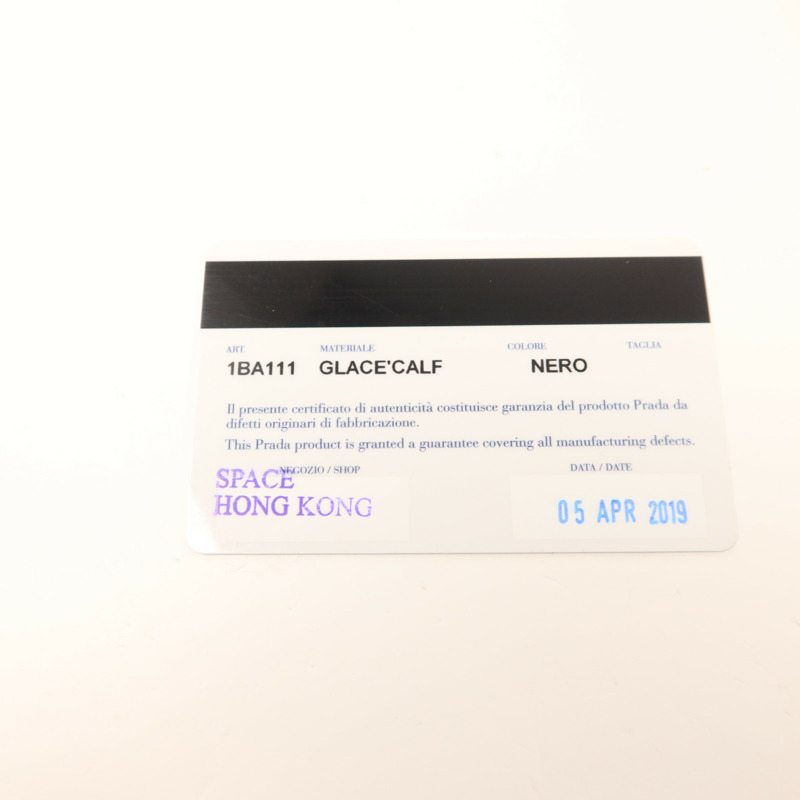 ART. MATERIALE COLORE TAGLIA
1BA111 GLACE'CALF NERO
Il presente certificato di autenticità costituisce garanzia del prodotto Prada da
difetti originari di fabbricazione.
This Prada product is granted a guarantee covering all manufacturing defects.
NEGOZIO / SHOP DATA / DATE
SPACE
HONG KONG 05 APR 2019